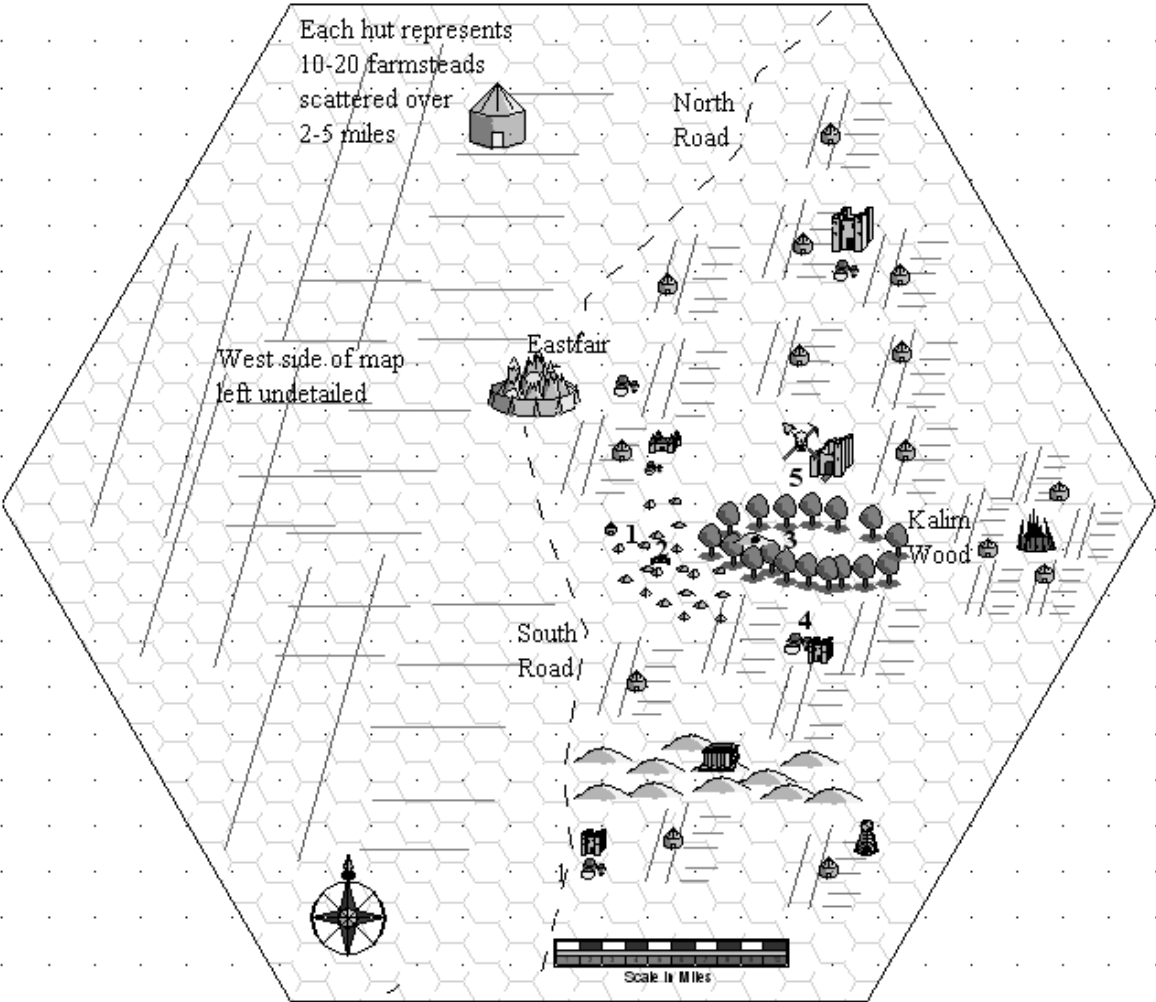 Each hut represents
10-20 farmsteads
scattered over
2-5 miles
North
Road
Eastfair
West side of map
left undetailed
5
Kalim
Wood
1
2
3
4
South
Road
Scale in Miles